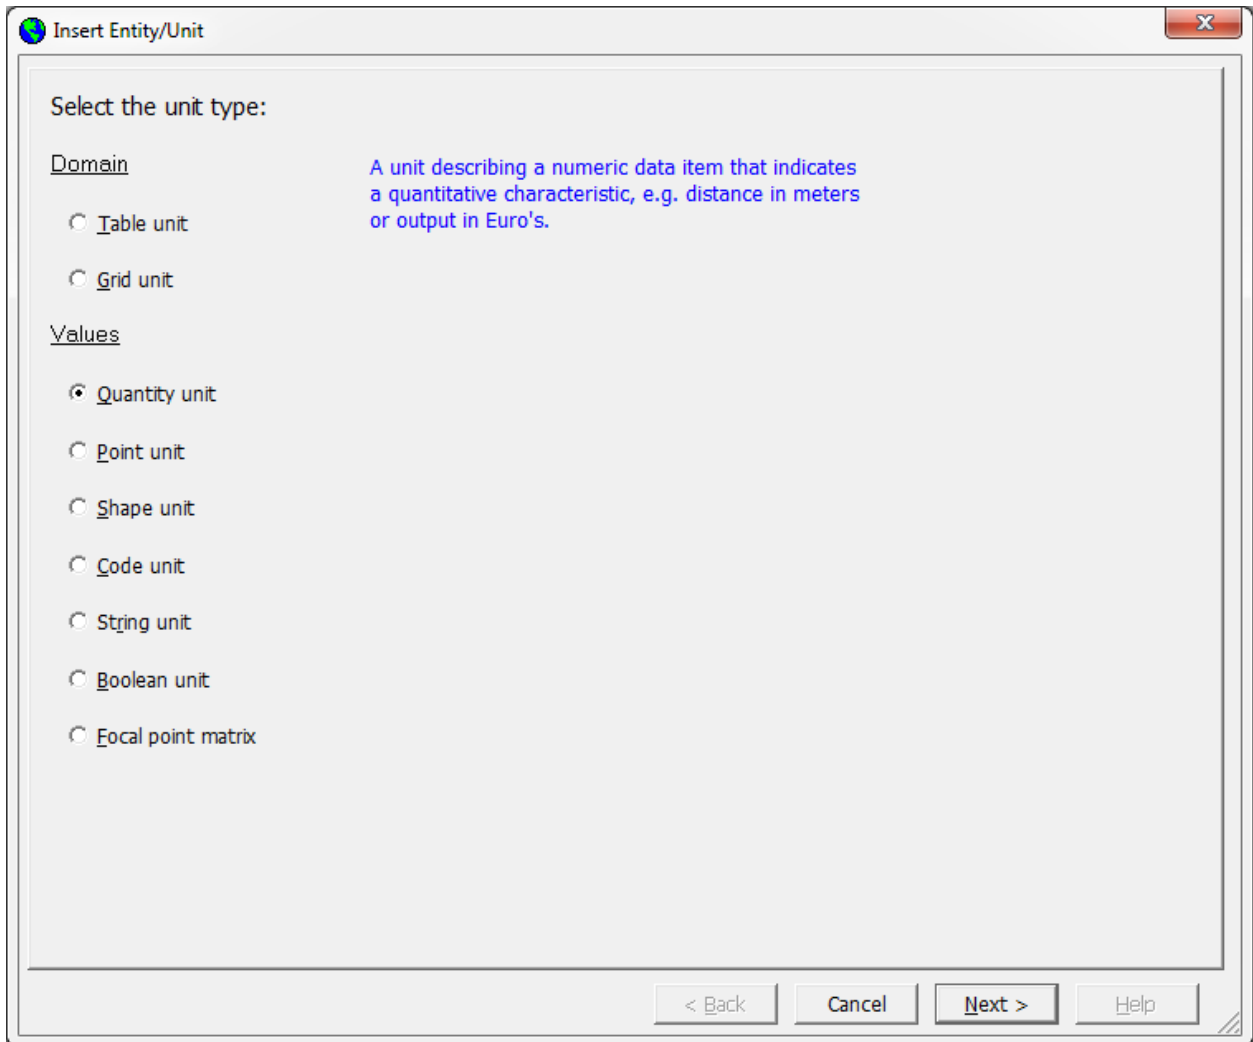 Insert Entity/Unit
X
Select the unit type:
Domain
A unit describing a numeric data item that indicates
a quantitative characteristic, e.g. distance in meters
or output in Euro's.
Table unit
Grid unit
Values
Quantity unit
Point unit
Shape unit
Code unit
String unit
Boolean unit
Focal point matrix
< Back
Cancel
Next >
Help